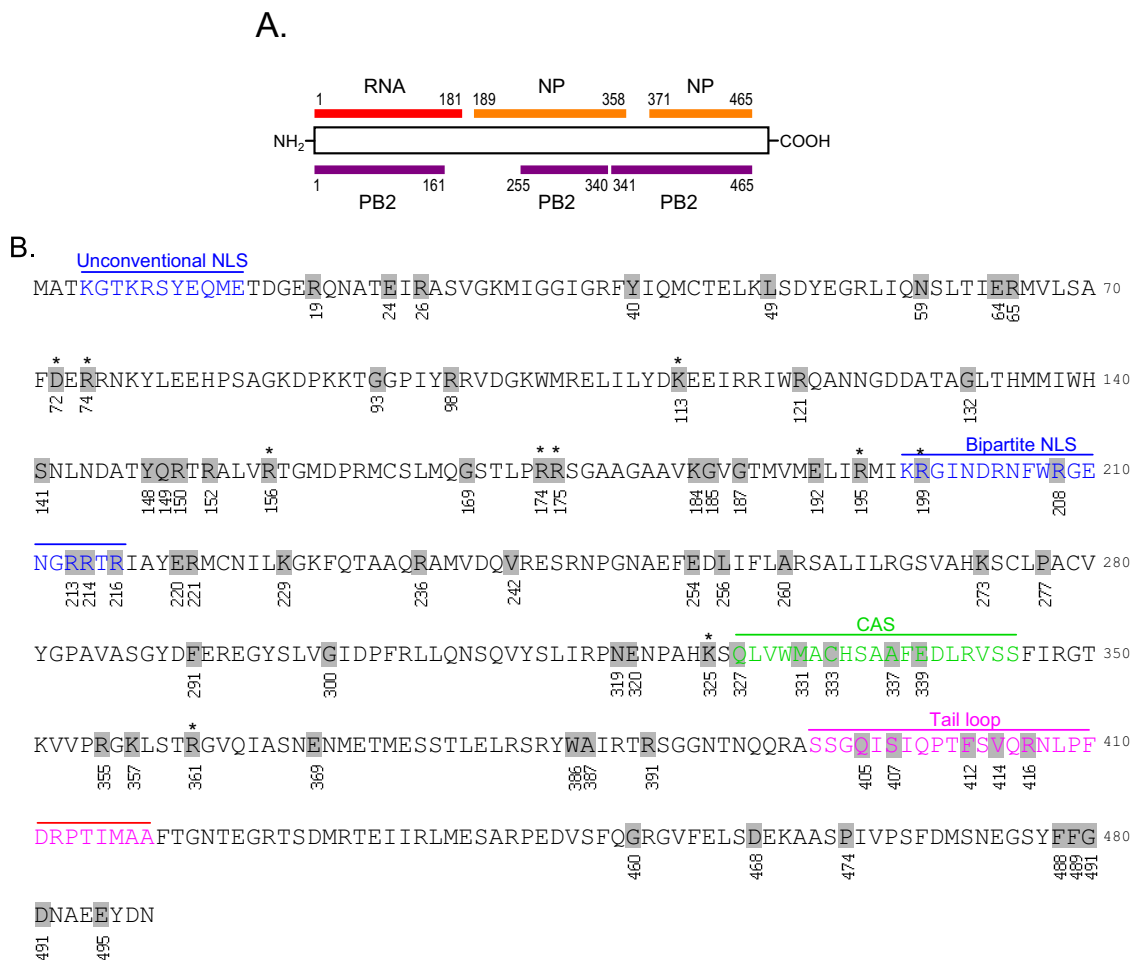 A.
RNA NP NP
1 181 189 358 371 465
NH2 COOH
1 161 255 340 341 465
PB2 PB2 PB2
B.
Unconventional NLS
MATKGTKRSYEQMETDGERQNATEIRASVGKMIGGIGRFYIQMCTELKLSDYEGRLIQNSLTIERMVLSA 70
19 24 26 40 49 59 64 65
* * *
FDERRNKYLEEHPSAGKDPKKTGGPIYRRVDGKWMRELILYDKEEIRRIWRQANNGDDATAGLTHMMIWH 140
72 74 93 98 113 121 132
Bipartite NLS
* * * * *
SNLNDATYQRTRALVRTGMDPRMCSLMQGSTLPRRSGAAGAAVKGVGTMVMELIRMIKRGINDRNFWRGE 210
141 148 149 150 152 156 169 174 175 184 185 187 192 195 199 208
NGRRTRIAYERMCNILKGKFQTAAQRAMVDQVRESRNPGNAEFEDLIFLARSALILRGSVAHKSCLPACV 280
213 214 216 220 221 229 236 242 254 256 260 273 277
CAS
*
YGPAVASGYDFEREGYSLVGIDPFRLLQNSQVYSLIRPNENPAHKSQLVWMACHSAAFEDLRVSSFIRGT 350
291 300 319 320 325 327 331 333 337 339
Tail loop
*
KVVPRGKLSTRGVQIASNENMETMESSTLELRSRYWAIRTRSGGNTNQQRASSGQISIQPTFSVQRNLPF 410
355 357 361 369 386 387 391 405 407 412 414 416
DRPTIMAAFTGNTEGRTSDMRTEIIRLMESARPEDVSFQGRGVFELSDEKAASPIVPSFDMSNEGSYFFG 480
460 468 474 488 489 491
DNAEEYDN
491 495